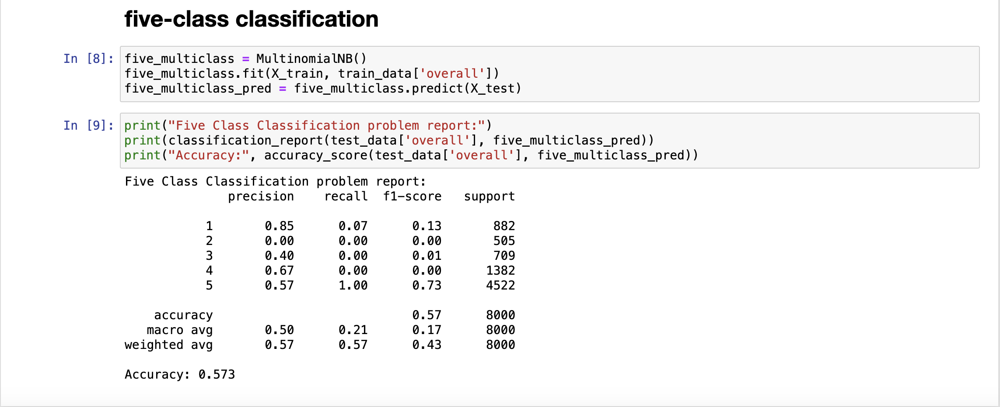 five-class classification
In [8]:
five_multiclass = MultinomialNB()
five_multiclass.fit(X_train, train_data['overall'])
five_multiclass_pred = five_multiclass.predict(X_test)
In [9]:
print("Five Class Classification problem report:")
print(classification_report(test_data['overall'], five_multiclass_pred))
print("Accuracy:", accuracy_score(test_data['overall'], five_multiclass_pred))
Five Class Classification problem report:
precision recall f1-score support
1 0.85 0.07 0.13 882
2 0.00 0.00 0.00 505
3 0.40 0.00 0.01 709
4 0.67 0.00 0.00 1382
5 0.57 1.00 0.73 4522
accuracy 0.57 8000
macro avg 0.50 0.21 0.17 8000
weighted avg 0.57 0.57 0.43 8000
Accuracy: 0.573